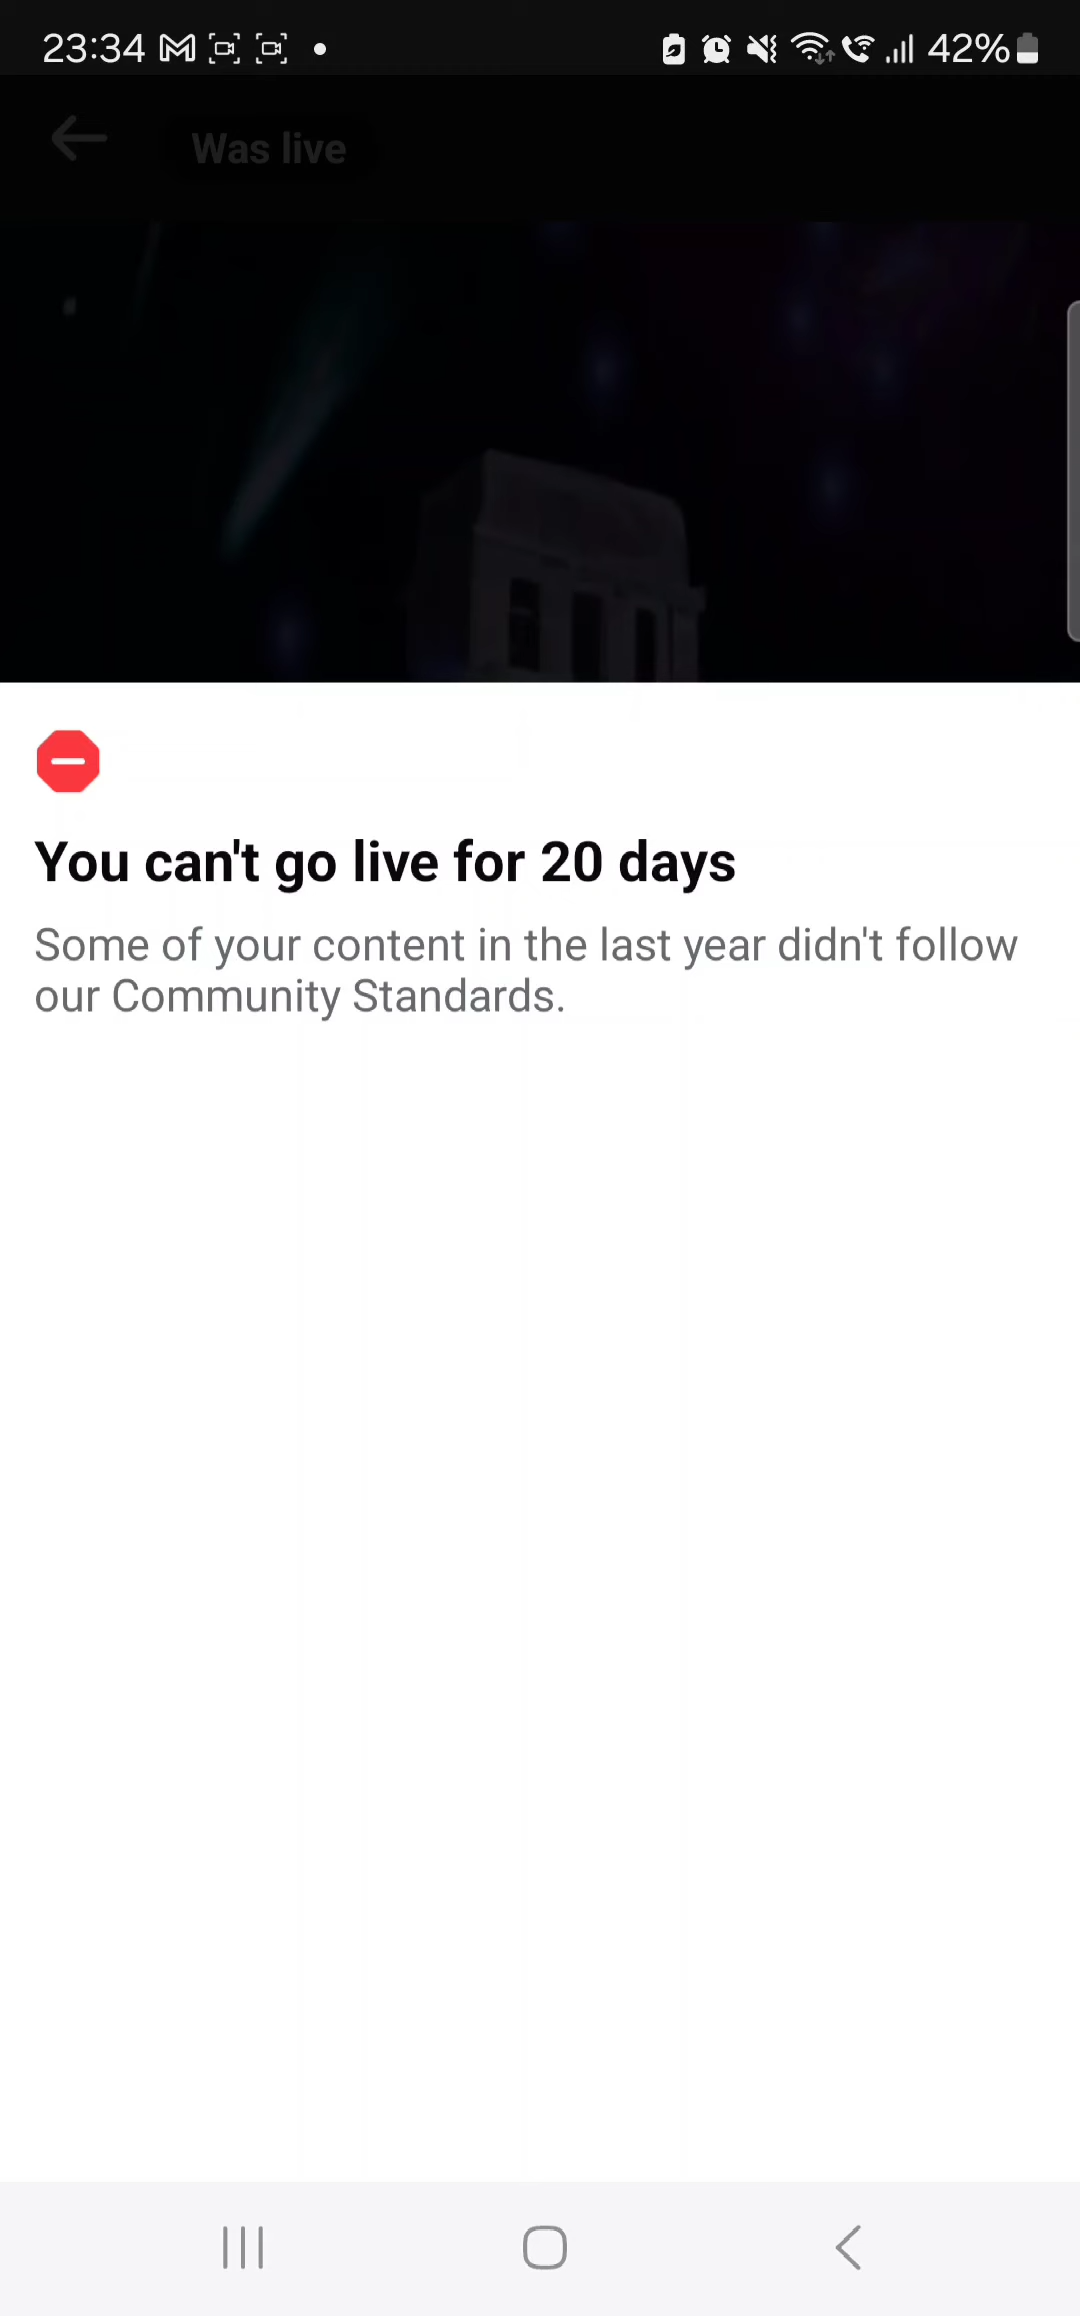 23:34
42%
Was live
You can't go live for 20 days
Some of your content in the last year didn't follow
our Community Standards.